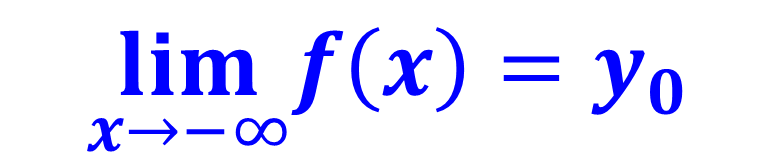 lim f(x) = y₀
x→−∞